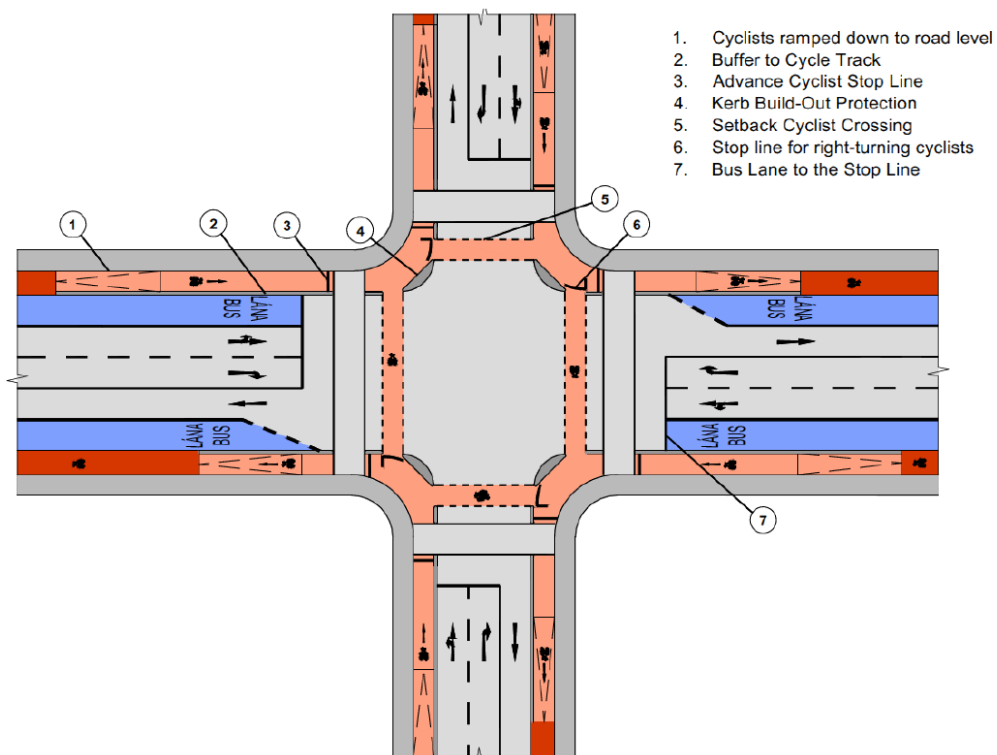 1. Cyclists ramped down to road level
2. Buffer to Cycle Track
3. Advance Cyclist Stop Line
4. Kerb Build-Out Protection
5. Setback Cyclist Crossing
6. Stop line for right-turning cyclists
7. Bus Lane to the Stop Line
5
1
2
3
4
6
LÁNA
BUS
LÁNA
BUS
LÁNA
BUS
LÁNA
BUS
7